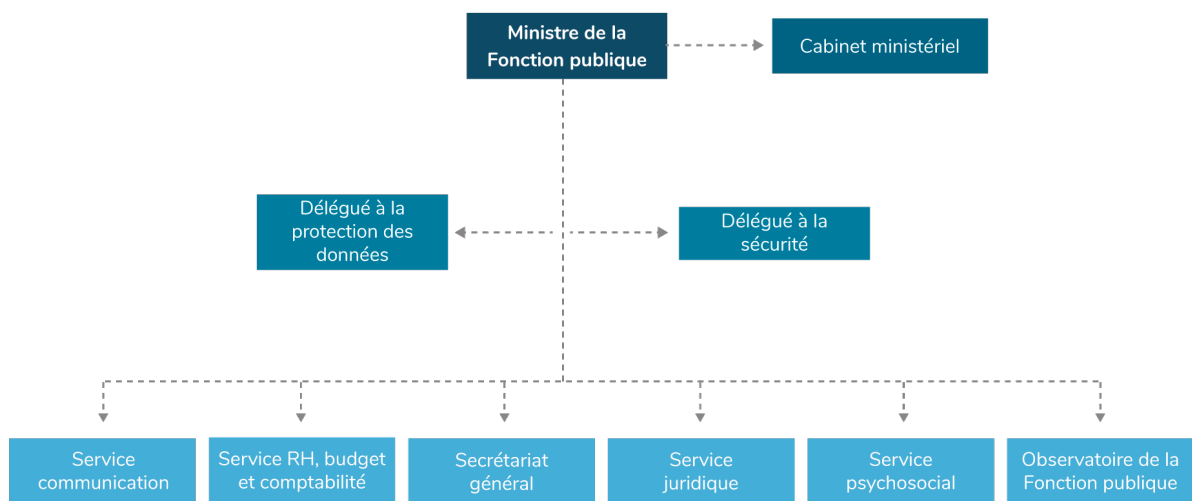 Ministre de la
Fonction publique
Cabinet ministériel
Délégué à la
protection des
données
Délégué à la
sécurité
Service
communication
Service RH, budget
et comptabilité
Secrétariat
général
Service
juridique
Service
psychosocial
Observatoire de la
Fonction publique